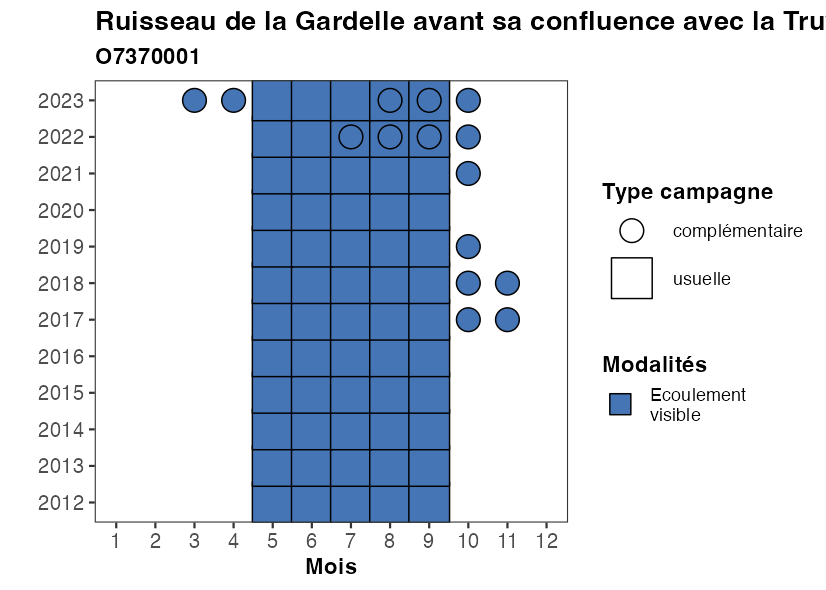 Ruisseau de la Gardelle avant sa confluence avec la Tru
O7370001
2023
2022
2021
2020
2019
2018
2017
2016
2015
2014
2013
2012
1 2 3 4 5 6 7 8 9 10 11 12
Mois
Type campagne
complémentaire
usuelle
Modalités
Ecoulement
visible